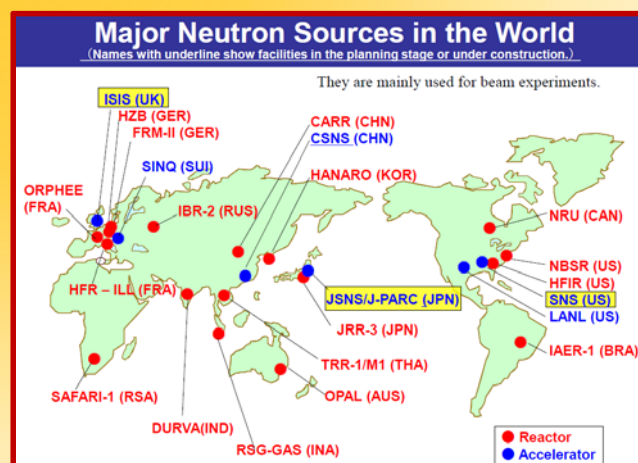 Major Neutron Sources in the World
(Names with underline show facilities in the planning stage or under construction.)
They are mainly used for beam experiments.
ISIS (UK)
HZB (GER)
FRM-II (GER)
SINQ (SUI)
ORPHEE
(FRA)
IBR-2 (RUS)
CARR (CHN)
CSNS (CHN)
HANARO (KOR)
NRU (CAN)
NBSR (US)
HFIR (US)
SNS (US)
LANL (US)
HFR – ILL (FRA)
JSNS/J-PARC (JPN)
JRR-3 (JPN)
IAER-1 (BRA)
TRR-1/M1 (THA)
SAFARI-1 (RSA)
OPAL (AUS)
DURVA(IND)
RSG-GAS (INA)
Reactor
Accelerator